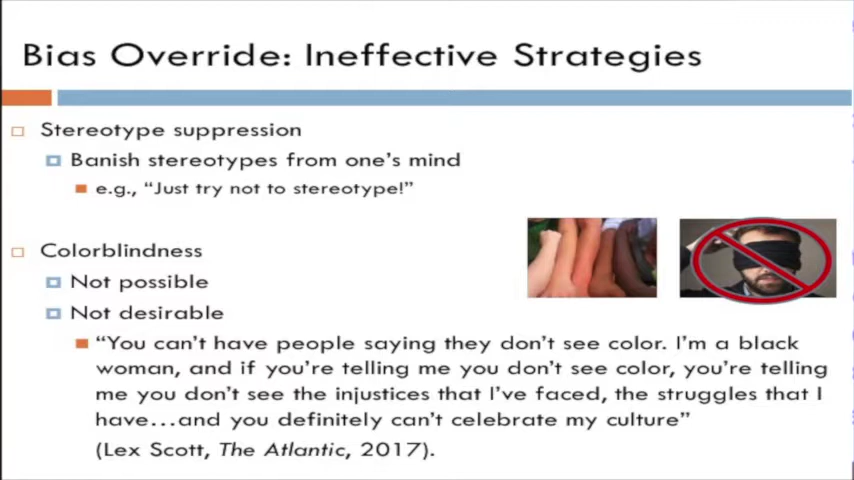 Bias Override: Ineffective Strategies
Stereotype suppression
Banish stereotypes from one's mind
e.g., "Just try not to stereotype!"
Colorblindness
Not possible
Not desirable
"You can't have people saying they don't see color. I'm a black
woman, and if you're telling me you don't see color, you're telling
me you don't see the injustices that I've faced, the struggles that I
have…and you definitely can't celebrate my culture"
(Lex Scott, The Atlantic, 2017).